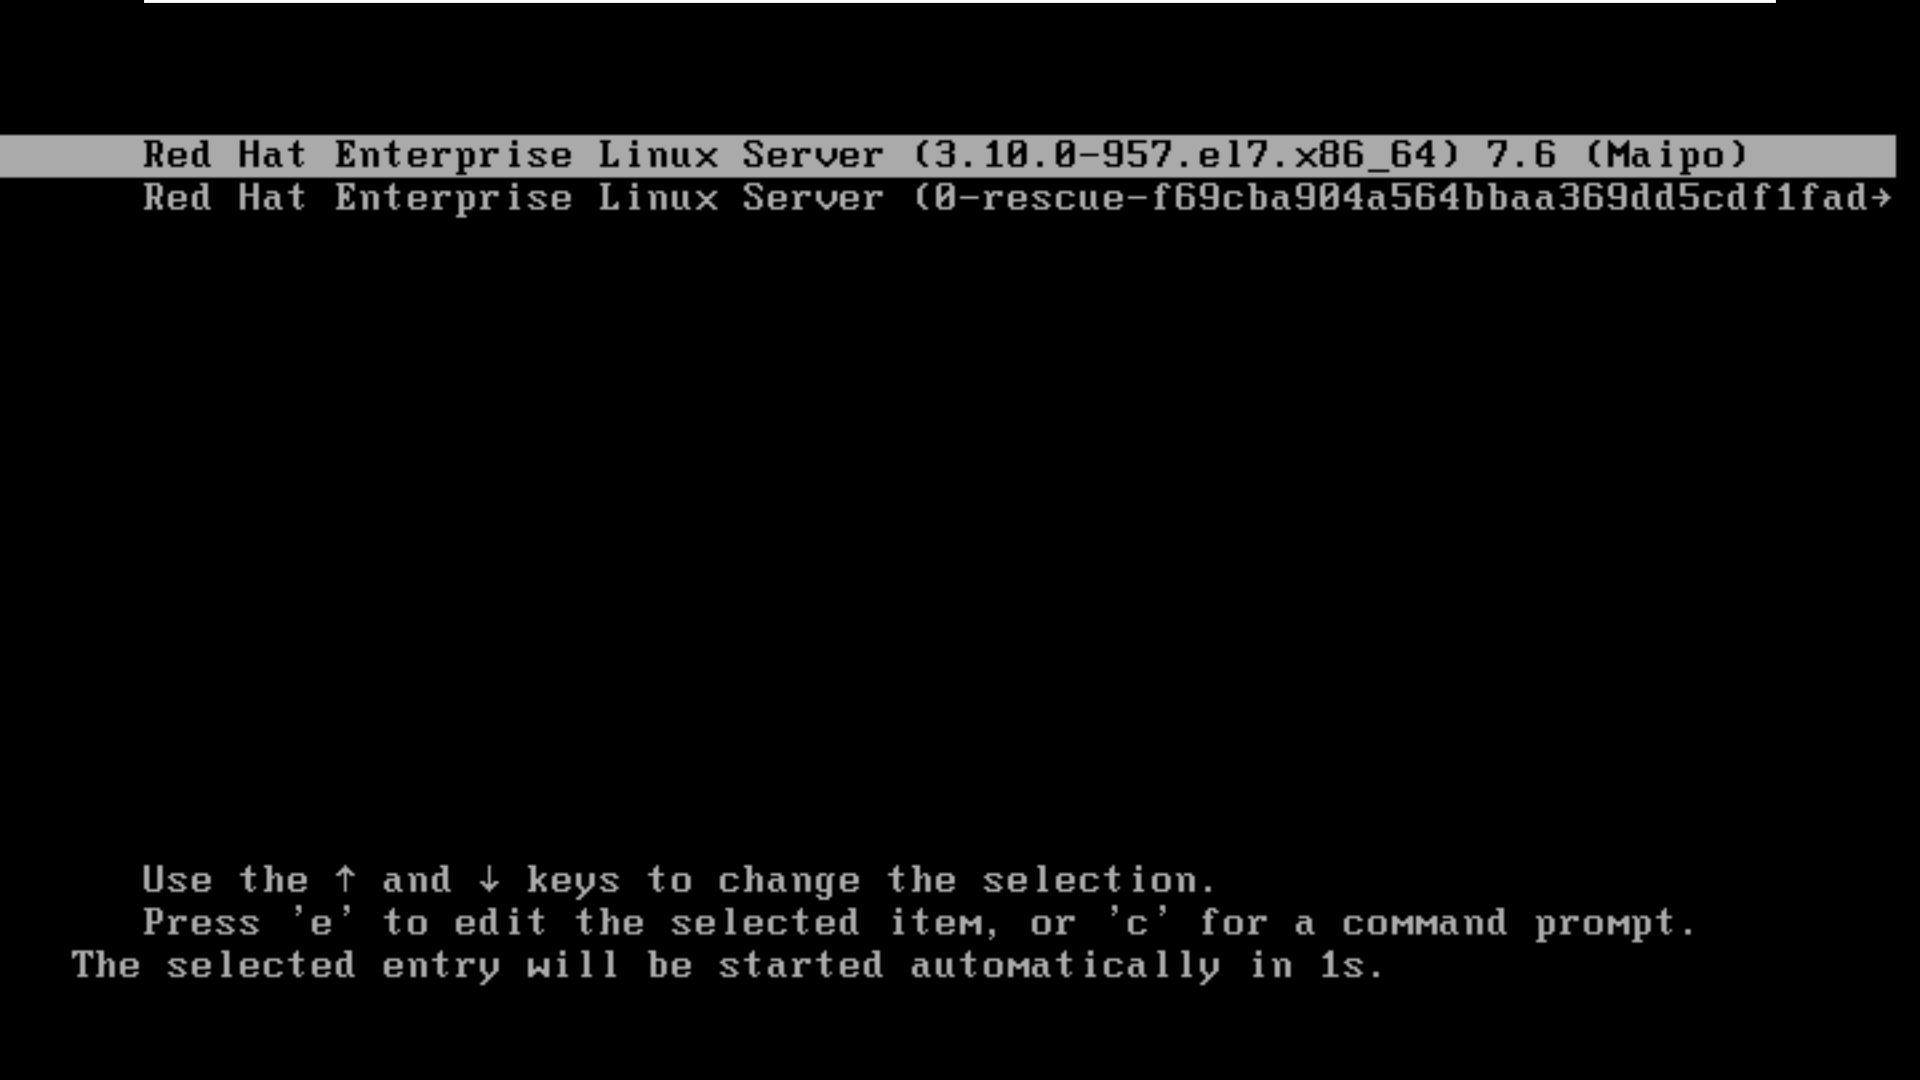 Red Hat Enterprise Linux Server (3.10.0-957.el7.x86_64) 7.6 (Maipo)
Red Hat Enterprise Linux Server (0-rescue-f69cba904a564bbaa369dd5cdf1fad→
Use the ↑ and ↓ keys to change the selection.
Press 'e' to edit the selected item, or 'c' for a command prompt.
The selected entry will be started automatically in 1s.